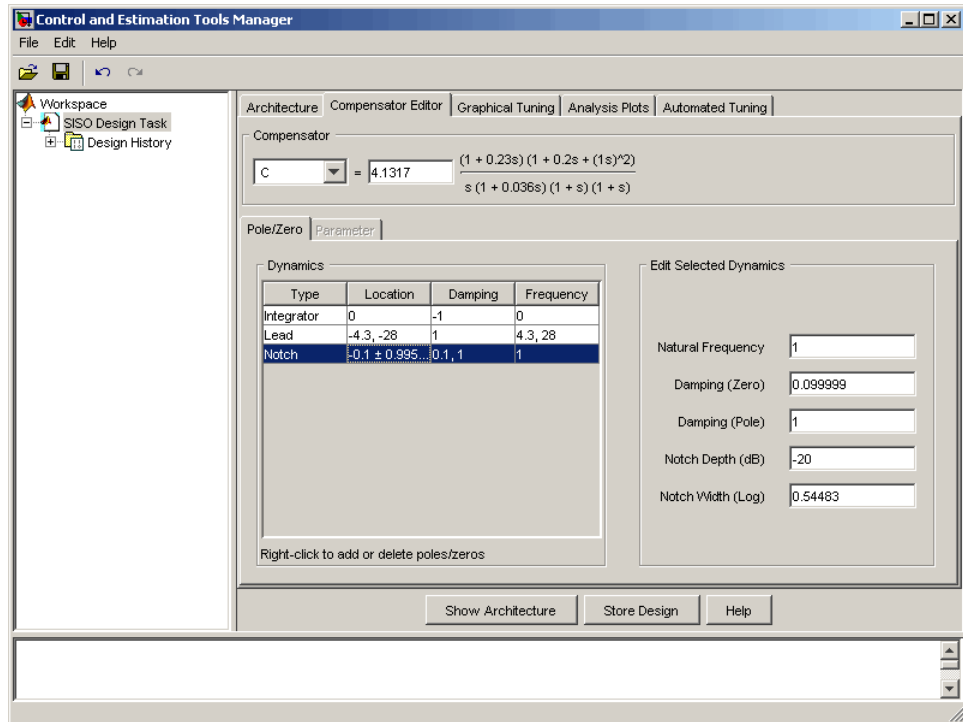 Control and Estimation Tools Manager
File Edit Help
Workspace
SISO Design Task
Design History
Architecture Compensator Editor Graphical Tuning Analysis Plots Automated Tuning
Compensator
C = 4.1317
(1 + 0.23s) (1 + 0.2s + (1s)^2)
s (1 + 0.036s) (1 + s) (1 + s)
Pole/Zero Parameter
Dynamics
Type Location Damping Frequency
Integrator 0 -1 0
Lead -4.3, -28 1 4.3, 28
Notch -0.1 ± 0.995... 0.1, 1 1
Right-click to add or delete poles/zeros
Edit Selected Dynamics
Natural Frequency 1
Damping (Zero) 0.099999
Damping (Pole) 1
Notch Depth (dB) -20
Notch Width (Log) 0.54483
Show Architecture Store Design Help